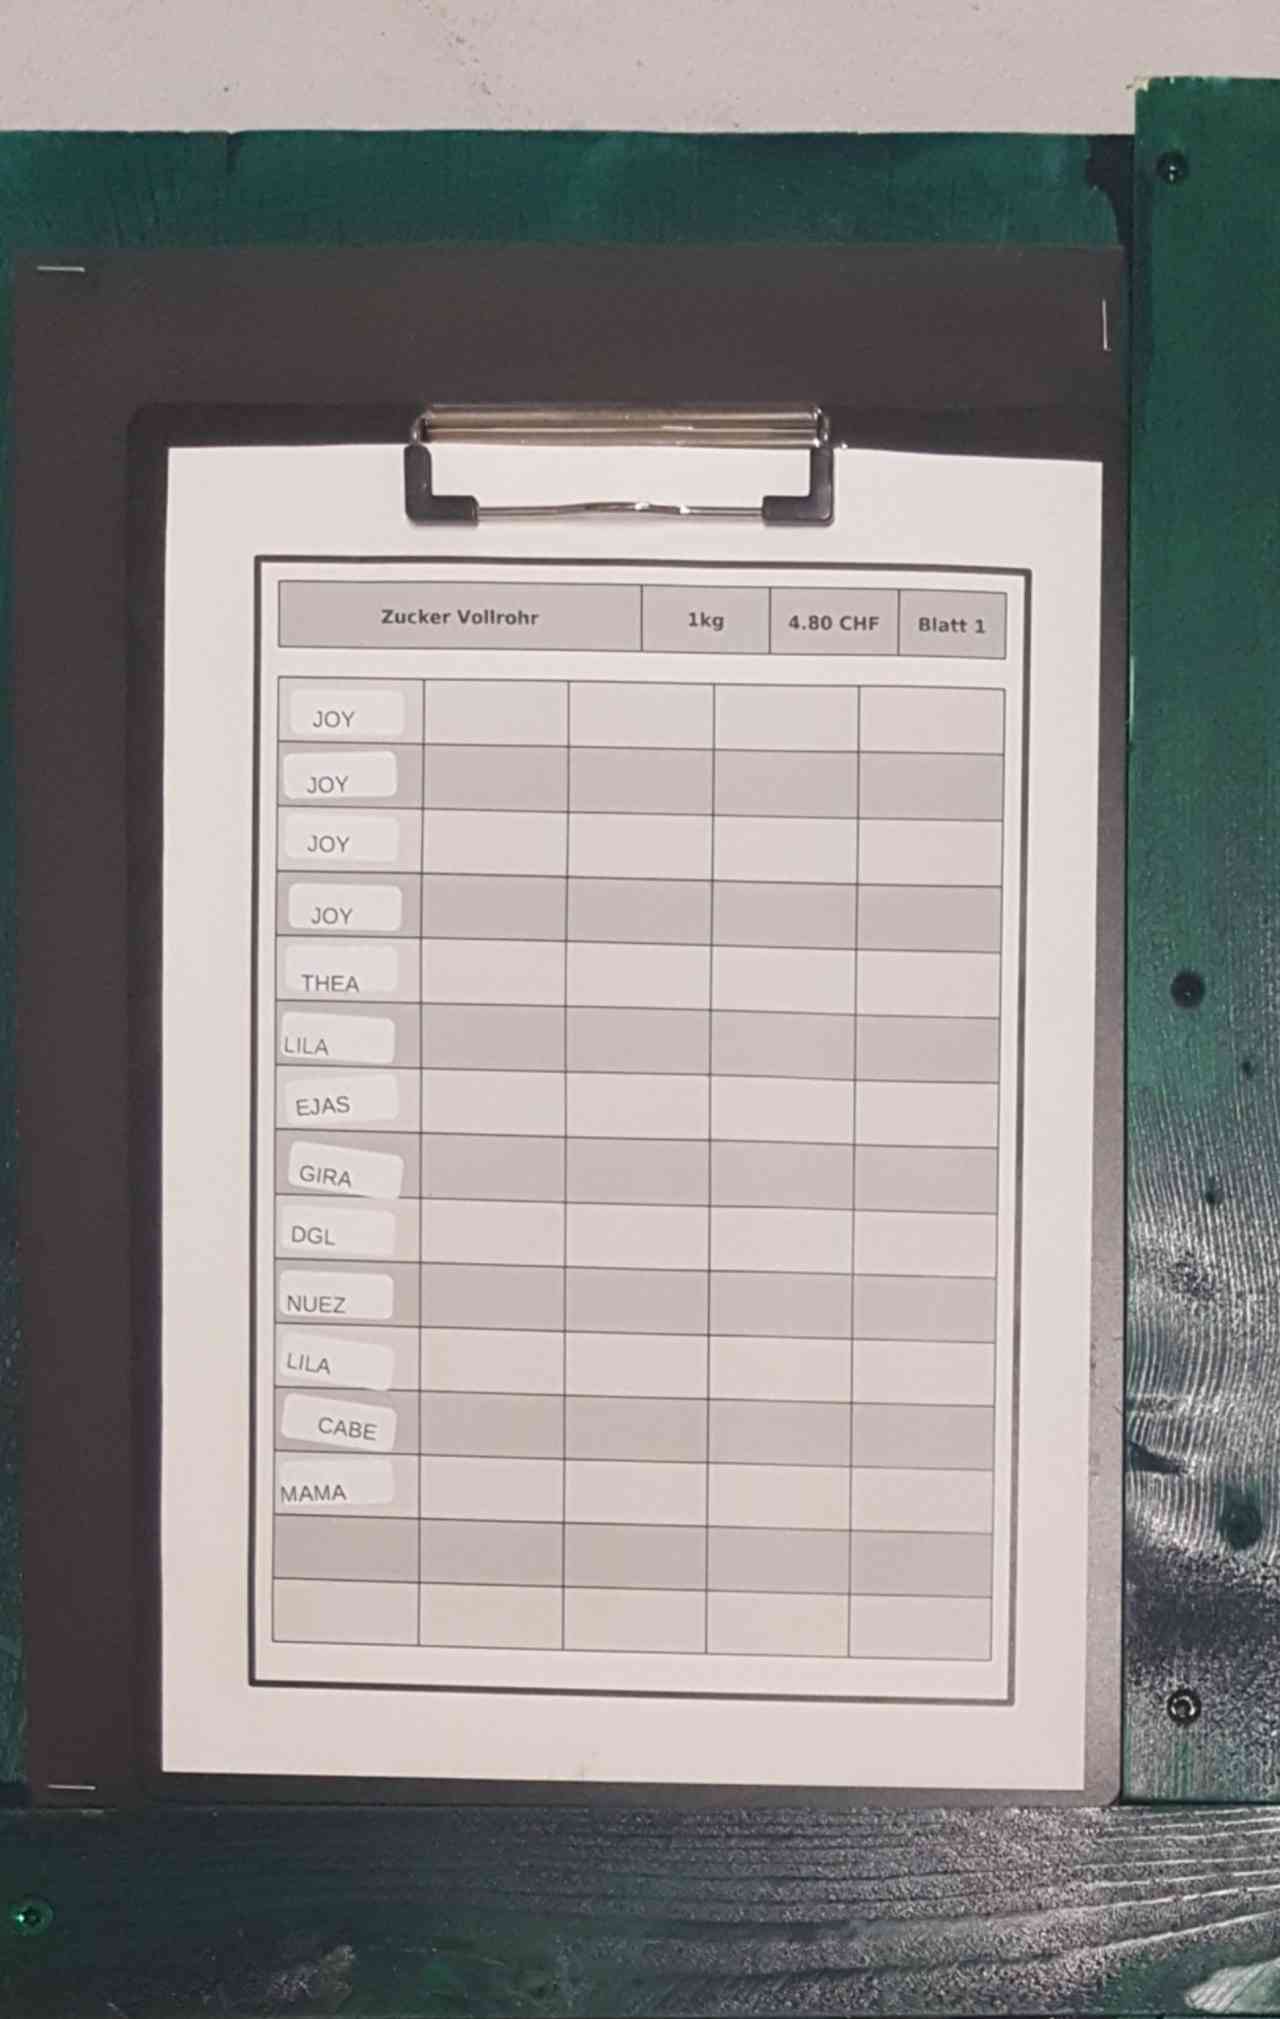 Zucker Vollrohr 1kg 4.80 CHF Blatt 1
JOY
JOY
JOY
JOY
THEA
LILA
EJAS
GIRA
DGL
NUEZ
LILA
CABE
MAMA